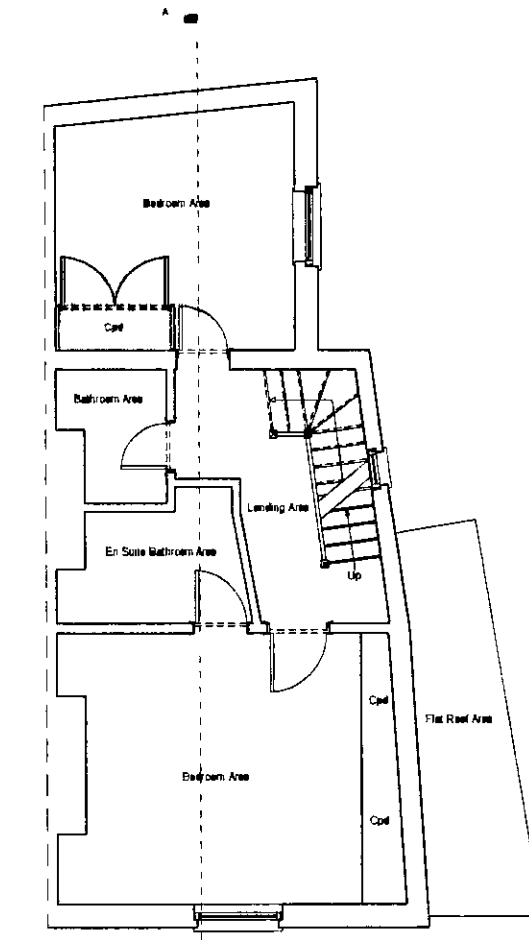 A
Bedroom Area
Cpd
Bathroom Area
Landing Area
En Suite Bathroom Area
Up
Cpd
Flat Roof Area
Bedroom Area
Cpd